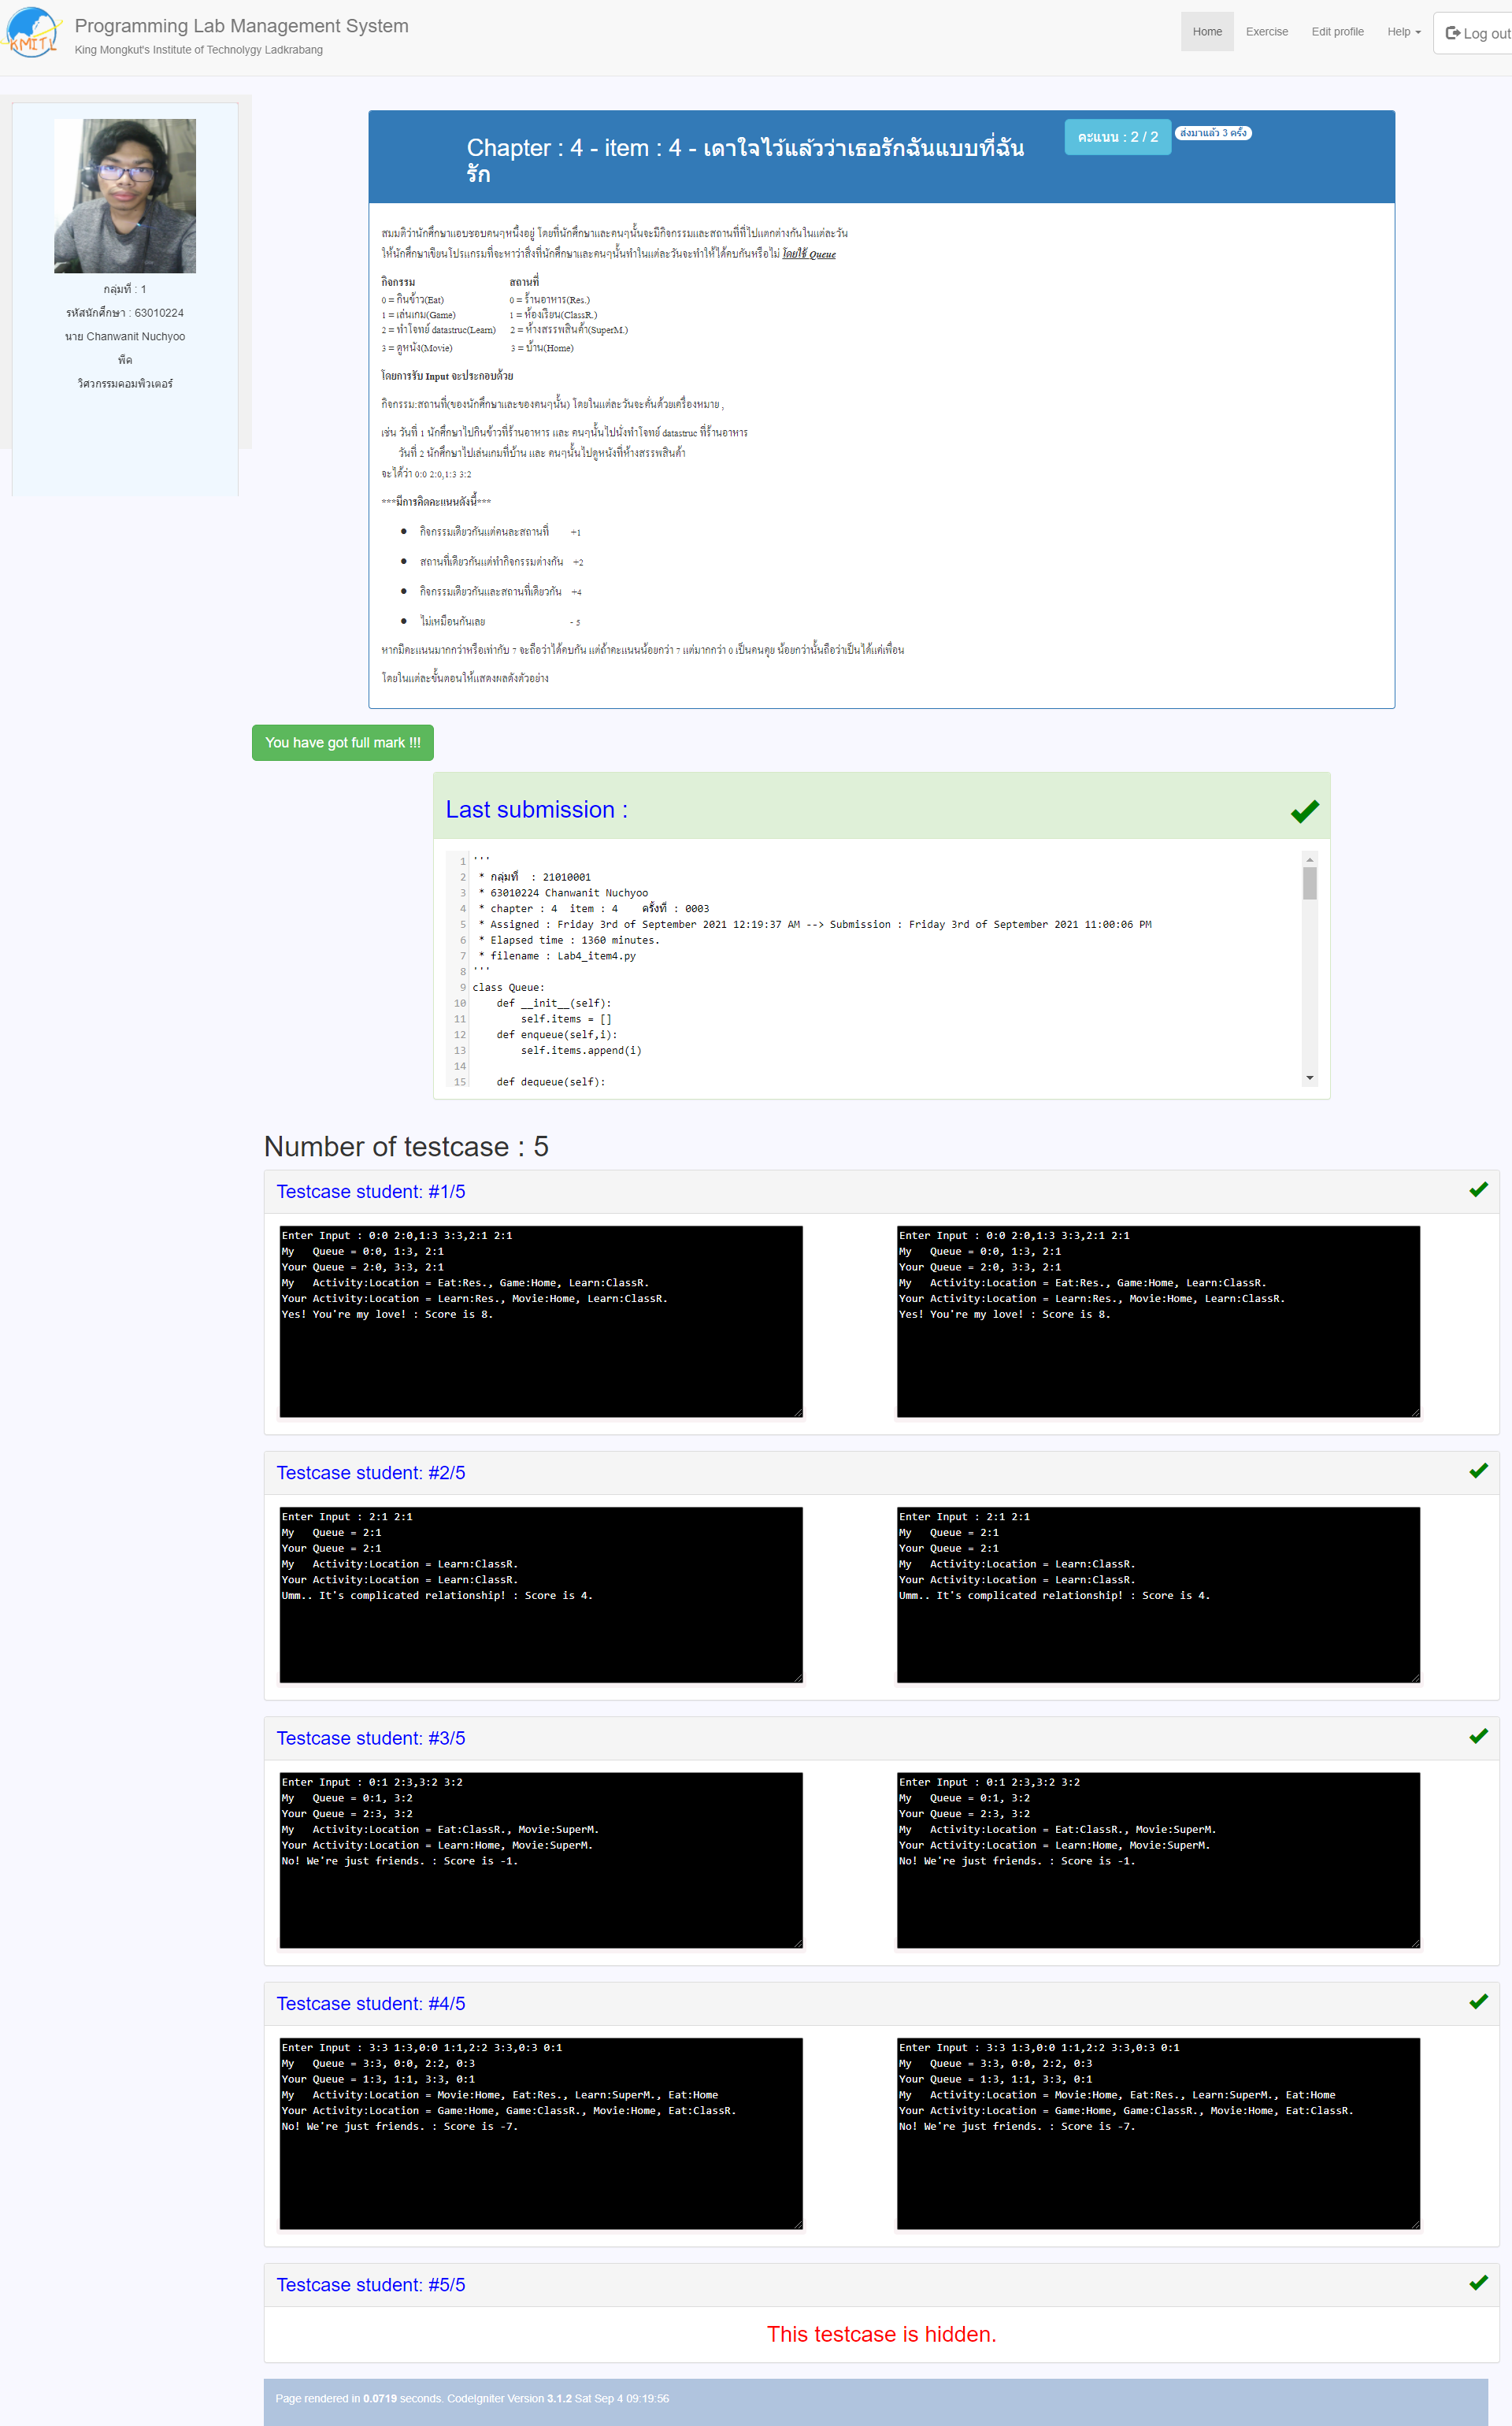 KMITL
Programming Lab Management System
King Mongkut's Institute of Technolygy Ladkrabang
Home Exercise Edit profile Help Log out
กลุ่มที่ : 1
รหัสนักศึกษา : 63010224
นาย Chanwanit Nuchyoo
พีค
วิศวกรรมคอมพิวเตอร์
Chapter : 4 - item : 4 - เดาใจไว้แล้วว่าเธอรักฉันแบบที่ฉัน
รัก
คะแนน : 2 / 2 ส่งมาแล้ว 3 ครั้ง
สมมติว่านักศึกษาแอบชอบคนๆหนึ่งอยู่ โดยที่นักศึกษาและคนๆนั้นจะมีกิจกรรมและสถานที่ที่ไปแตกต่างกันในแต่ละวัน
ให้นักศึกษาเขียนโปรแกรมที่จะหาว่าสิ่งที่นักศึกษาและคนๆนั้นทำในแต่ละวันจะทำให้ได้คบกันหรือไม่ โดยใช้ Queue
กิจกรรม สถานที่
0 = กินข้าว(Eat) 0 = ร้านอาหาร(Res.)
1 = เล่นเกม(Game) 1 = ห้องเรียน(ClassR.)
2 = ทำโจทย์ datastruc(Learn) 2 = ห้างสรรพสินค้า(SuperM.)
3 = ดูหนัง(Movie) 3 = บ้าน(Home)
โดยการรับ Input จะประกอบด้วย
กิจกรรม:สถานที่(ของนักศึกษาและของคนๆนั้น) โดยในแต่ละวันจะคั่นด้วยเครื่องหมาย ,
เช่น วันที่ 1 นักศึกษาไปกินข้าวที่ร้านอาหาร และ คนๆนั้นไปนั่งทำโจทย์ datastruc ที่ร้านอาหาร
วันที่ 2 นักศึกษาไปเล่นเกมที่บ้าน และ คนๆนั้นไปดูหนังที่ห้างสรรพสินค้า
จะได้ว่า 0:0 2:0,1:3 3:2
***มีการคิดคะแนนดังนี้***
● กิจกรรมเดียวกันแต่คนละสถานที่ +1
● สถานที่เดียวกันแต่ทำกิจกรรมต่างกัน +2
● กิจกรรมเดียวกันและสถานที่เดียวกัน +4
● ไม่เหมือนกันเลย - 5
หากมีคะแนนมากกว่าหรือเท่ากับ 7 จะถือว่าได้คบกัน แต่ถ้าคะแนนน้อยกว่า 7 แต่มากกว่า 0 เป็นคนคุย น้อยกว่านั้นถือว่าเป็นได้แค่เพื่อน
โดยในแต่ละขั้นตอนให้แสดงผลดังตัวอย่าง
You have got full mark !!!
Last submission :
1 '''
2 * กลุ่มที่ : 21010001
3 * 63010224 Chanwanit Nuchyoo
4 * chapter : 4 item : 4 ครั้งที่ : 0003
5 * Assigned : Friday 3rd of September 2021 12:19:37 AM --> Submission : Friday 3rd of September 2021 11:00:06 PM
6 * Elapsed time : 1360 minutes.
7 * filename : Lab4_item4.py
8 '''
9 class Queue:
10 def __init__(self):
11 self.items = []
12 def enqueue(self,i):
13 self.items.append(i)
14
15 def dequeue(self):
Number of testcase : 5
Testcase student: #1/5
Enter Input : 0:0 2:0,1:3 3:3,2:1 2:1
My Queue = 0:0, 1:3, 2:1
Your Queue = 2:0, 3:3, 2:1
My Activity:Location = Eat:Res., Game:Home, Learn:ClassR.
Your Activity:Location = Learn:Res., Movie:Home, Learn:ClassR.
Yes! You're my love! : Score is 8.
Enter Input : 0:0 2:0,1:3 3:3,2:1 2:1
My Queue = 0:0, 1:3, 2:1
Your Queue = 2:0, 3:3, 2:1
My Activity:Location = Eat:Res., Game:Home, Learn:ClassR.
Your Activity:Location = Learn:Res., Movie:Home, Learn:ClassR.
Yes! You're my love! : Score is 8.
Testcase student: #2/5
Enter Input : 2:1 2:1
My Queue = 2:1
Your Queue = 2:1
My Activity:Location = Learn:ClassR.
Your Activity:Location = Learn:ClassR.
Umm.. It's complicated relationship! : Score is 4.
Enter Input : 2:1 2:1
My Queue = 2:1
Your Queue = 2:1
My Activity:Location = Learn:ClassR.
Your Activity:Location = Learn:ClassR.
Umm.. It's complicated relationship! : Score is 4.
Testcase student: #3/5
Enter Input : 0:1 2:3,3:2 3:2
My Queue = 0:1, 3:2
Your Queue = 2:3, 3:2
My Activity:Location = Eat:ClassR., Movie:SuperM.
Your Activity:Location = Learn:Home, Movie:SuperM.
No! We're just friends. : Score is -1.
Enter Input : 0:1 2:3,3:2 3:2
My Queue = 0:1, 3:2
Your Queue = 2:3, 3:2
My Activity:Location = Eat:ClassR., Movie:SuperM.
Your Activity:Location = Learn:Home, Movie:SuperM.
No! We're just friends. : Score is -1.
Testcase student: #4/5
Enter Input : 3:3 1:3,0:0 1:1,2:2 3:3,0:3 0:1
My Queue = 3:3, 0:0, 2:2, 0:3
Your Queue = 1:3, 1:1, 3:3, 0:1
My Activity:Location = Movie:Home, Eat:Res., Learn:SuperM., Eat:Home
Your Activity:Location = Game:Home, Game:ClassR., Movie:Home, Eat:ClassR.
No! We're just friends. : Score is -7.
Enter Input : 3:3 1:3,0:0 1:1,2:2 3:3,0:3 0:1
My Queue = 3:3, 0:0, 2:2, 0:3
Your Queue = 1:3, 1:1, 3:3, 0:1
My Activity:Location = Movie:Home, Eat:Res., Learn:SuperM., Eat:Home
Your Activity:Location = Game:Home, Game:ClassR., Movie:Home, Eat:ClassR.
No! We're just friends. : Score is -7.
Testcase student: #5/5
This testcase is hidden.
Page rendered in 0.0719 seconds. CodeIgniter Version 3.1.2 Sat Sep 4 09:19:56